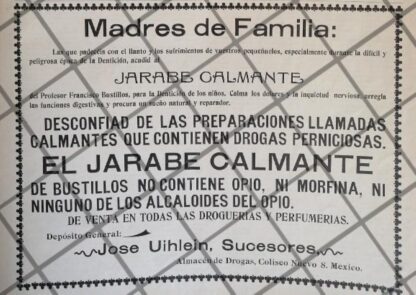 Madres de Familia:
Las que padecéis con el llanto y los sufrimientos de vuestros pequeñuelos, especialmente durante la difícil y
peligrosa época de la Dentición, acudid al
JARABE CALMANTE
del Profesor Francisco Bustillos, para la Dentición de los niños. Calma los dolores y la inquietud nerviosa, arregla
las funciones digestivas y procura un sueño natural y reparador.
DESCONFIAD DE LAS PREPARACIONES LLAMADAS
CALMANTES QUE CONTIENEN DROGAS PERNICIOSAS.
EL JARABE CALMANTE
DE BUSTILLOS NO CONTIENE OPIO, NI MORFINA, NI
NINGUNO DE LOS ALCALOIDES DEL OPIO.
DE VENTA EN TODAS LAS DROGUERIAS Y PERFUMERIAS.
Depósito General:
Jose Uihlein, Sucesores,
Almacén de Drogas, Coliseo Nuevo 8. México.